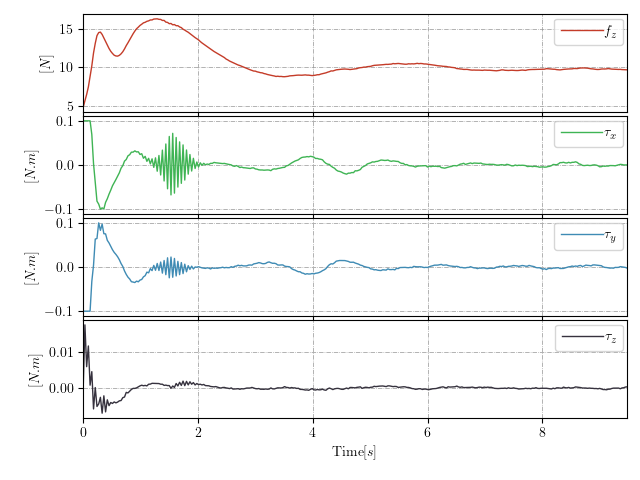 15
10
5
[N]
f_z
0.1
0.0
−0.1
[N.m]
τ_x
0.1
0.0
−0.1
[N.m]
τ_y
0.01
0.00
[N.m]
τ_z
0 2 4 6 8
Time[s]